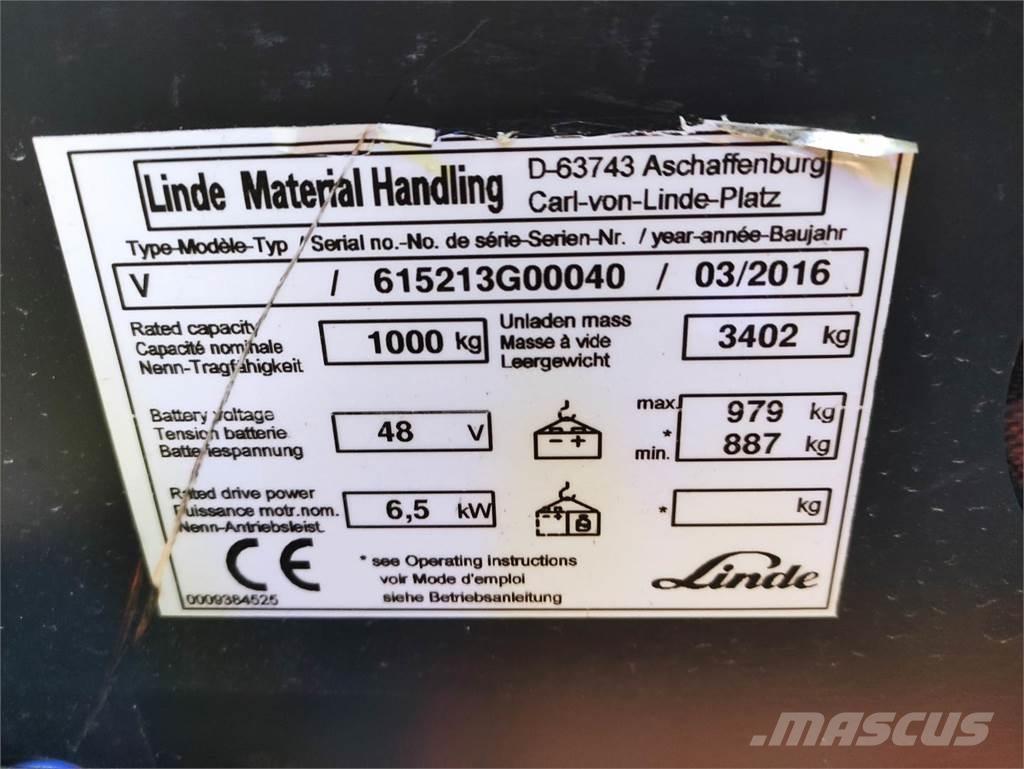 Linde Material Handling
D-63743 Aschaffenburg
Carl-von-Linde-Platz
Type-Modèle-Typ / Serial no.-No. de série-Serien-Nr. / year-année-Baujahr
V / 615213G00040 / 03/2016
Rated capacity
Capacité nominale
Nenn-Tragfähigkeit
1000 kg
Unladen mass
Masse à vide
Leergewicht
3402 kg
Battery voltage
Tension batterie
Batteriespannung
48 V
- +
max. 979 kg
*
min. 887 kg
Rated drive power
Puissance motr.nom.
Nenn-Antriebsleist.
6,5 kW
- +
* kg
CE
0009384525
* see Operating instructions
voir Mode d'emploi
siehe Betriebsanleitung
Linde
MASCUS